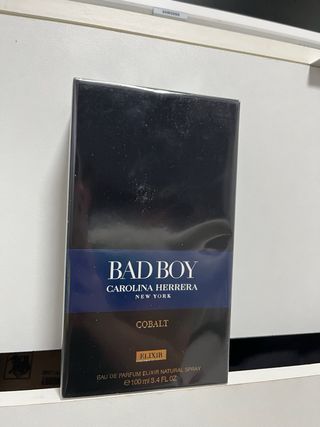 BAD BOY
CAROLINA HERRERA
NEW YORK
COBALT
ELIXIR
EAU DE PARFUM ELIXIR NATURAL SPRAY
℮ 100 ml 3.4 FL OZ